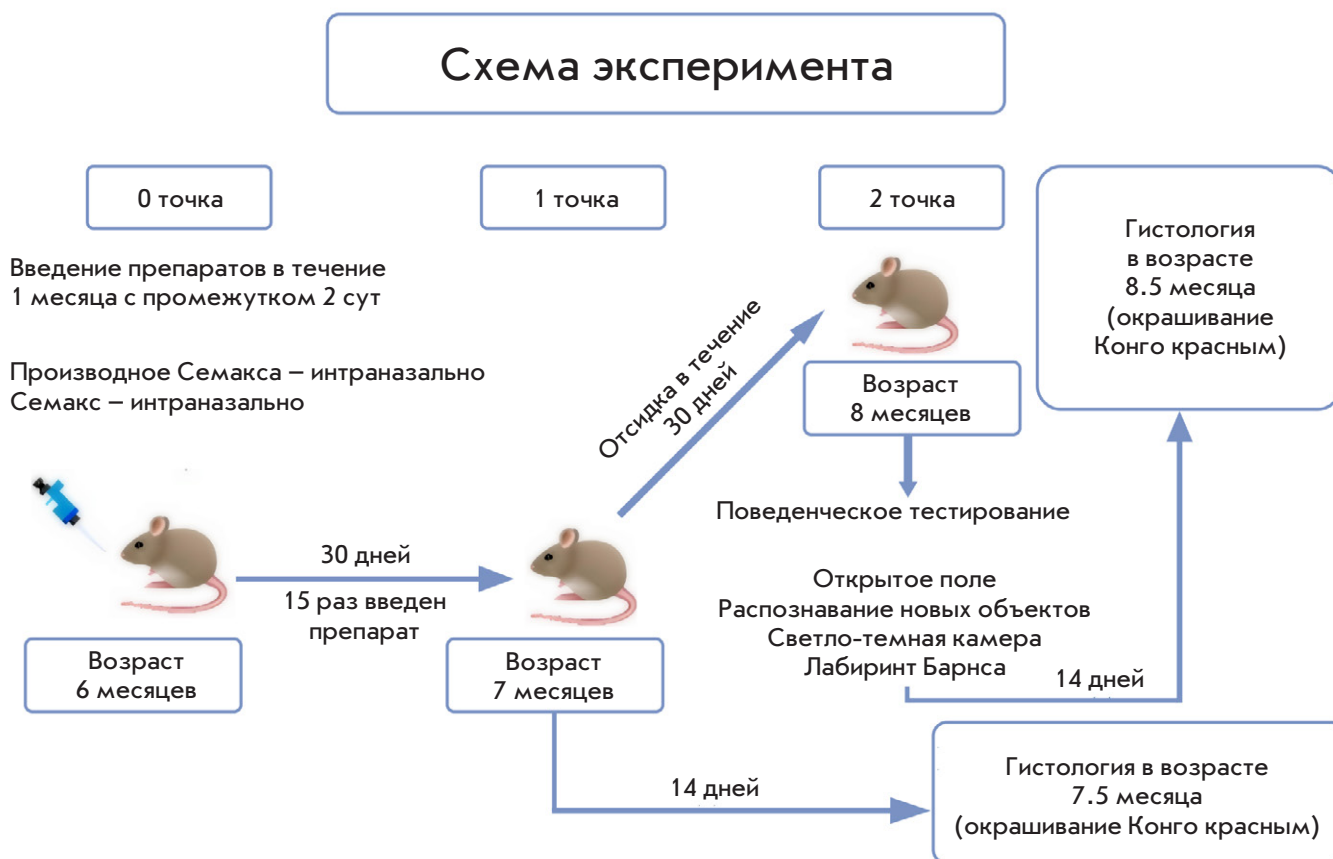 Схема эксперимента
0 точка
1 точка
2 точка
Введение препаратов в течение
1 месяца с промежутком 2 сут
Производное Семакса – интраназально
Семакс – интраназально
30 дней
15 раз введен
препарат
Возраст
6 месяцев
Возраст
7 месяцев
Отсидка в течение
30 дней
Возраст
8 месяцев
Поведенческое тестирование
Открытое поле
Распознавание новых объектов
Светло-темная камера
Лабиринт Барнса
14 дней
Гистология
в возрасте
8.5 месяца
(окрашивание
Конго красным)
14 дней
Гистология в возрасте
7.5 месяца
(окрашивание Конго красным)